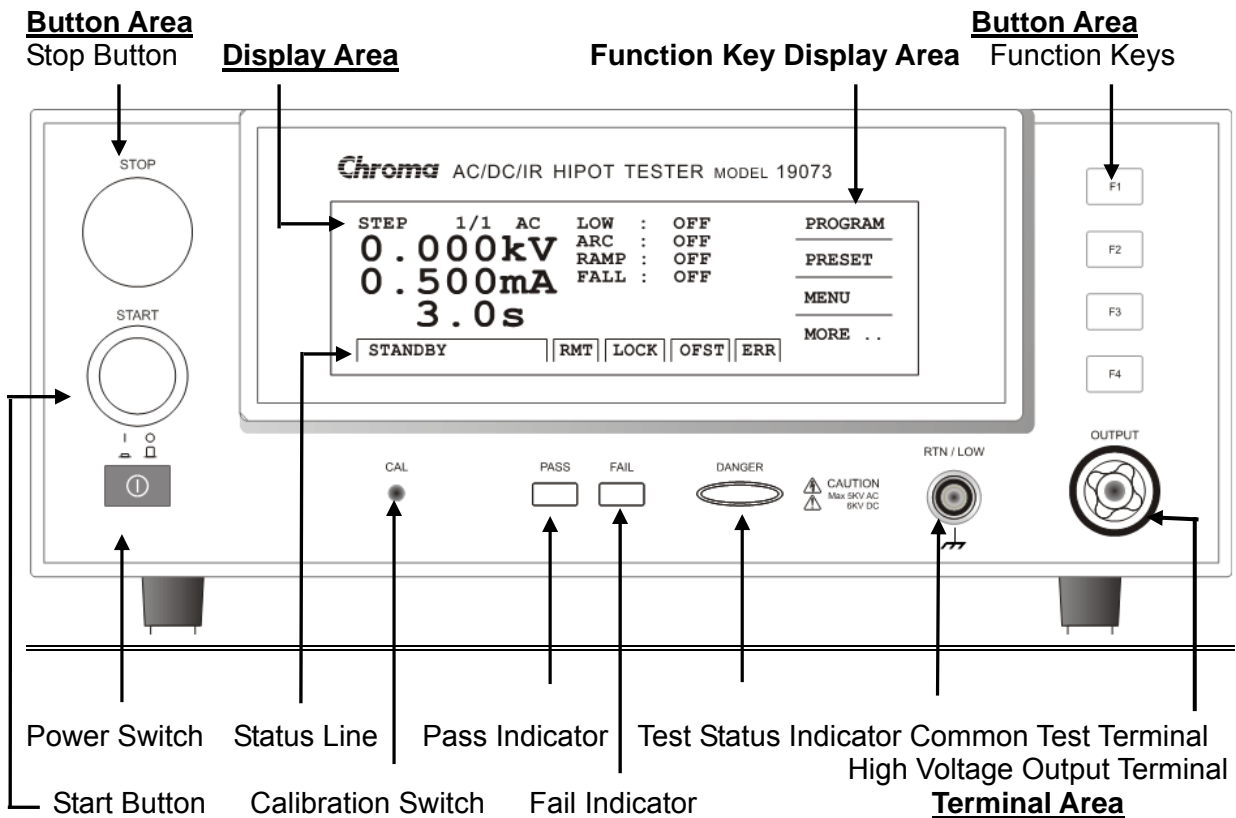 Button Area
Stop Button
Display Area
Function Key Display Area
Button Area
Function Keys
STOP
START
I O
Chroma AC/DC/IR HIPOT TESTER MODEL 19073
STEP 1/1 AC
0.000kV
0.500mA
3.0s
LOW : OFF
ARC : OFF
RAMP : OFF
FALL : OFF
PROGRAM
PRESET
MENU
MORE ..
STANDBY RMT LOCK OFST ERR
F1
F2
F3
F4
CAL
PASS
FAIL
DANGER
CAUTION
Max 5KV AC
6KV DC
RTN / LOW
OUTPUT
Power Switch
Status Line
Pass Indicator
Test Status Indicator
Common Test Terminal
High Voltage Output Terminal
Start Button
Calibration Switch
Fail Indicator
Terminal Area